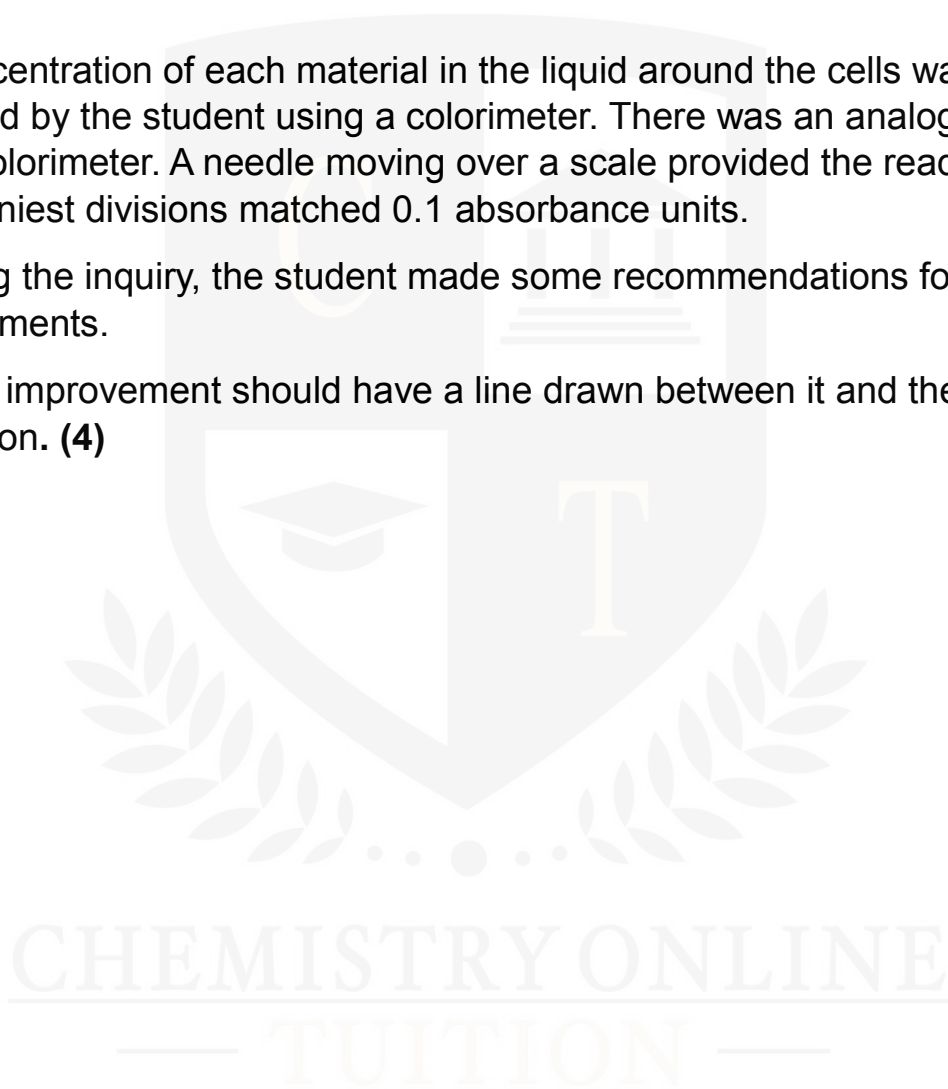 centration of each material in the liquid around the cells wa
d by the student using a colorimeter. There was an analog
olorimeter. A needle moving over a scale provided the read
niest divisions matched 0.1 absorbance units.
g the inquiry, the student made some recommendations fo
ments.
improvement should have a line drawn between it and the
on. (4)
C
T
CHEMISTRY ONLINE
TUITION